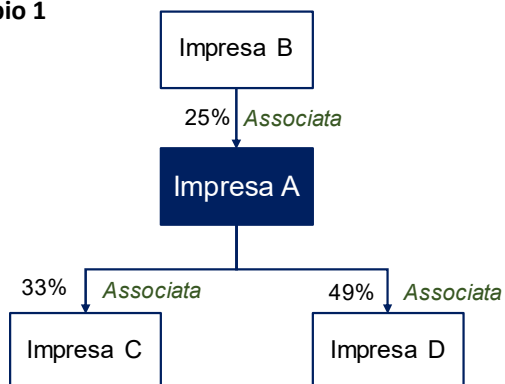 pio 1
Impresa B
25% Associata
Impresa A
33% Associata
49% Associata
Impresa C
Impresa D